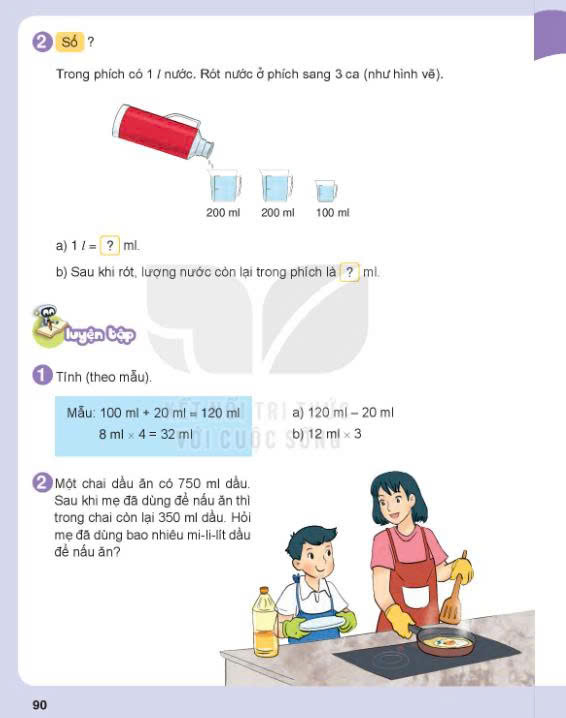 2 Số ?
Trong phích có 1 l nước. Rót nước ở phích sang 3 ca (như hình vẽ).
200 ml 200 ml 100 ml
a) 1 l = ? ml.
b) Sau khi rót, lượng nước còn lại trong phích là ? ml.
luyện tập
1 Tính (theo mẫu).
Mẫu: 100 ml + 20 ml = 120 ml
8 ml × 4 = 32 ml
a) 120 ml – 20 ml
b) 12 ml × 3
KẾT NỐI TRI THỨC
VỚI CUỘC SỐNG
2 Một chai dầu ăn có 750 ml dầu.
Sau khi mẹ đã dùng để nấu ăn thì
trong chai còn lại 350 ml dầu. Hỏi
mẹ đã dùng bao nhiêu mi-li-lít dầu
để nấu ăn?
90